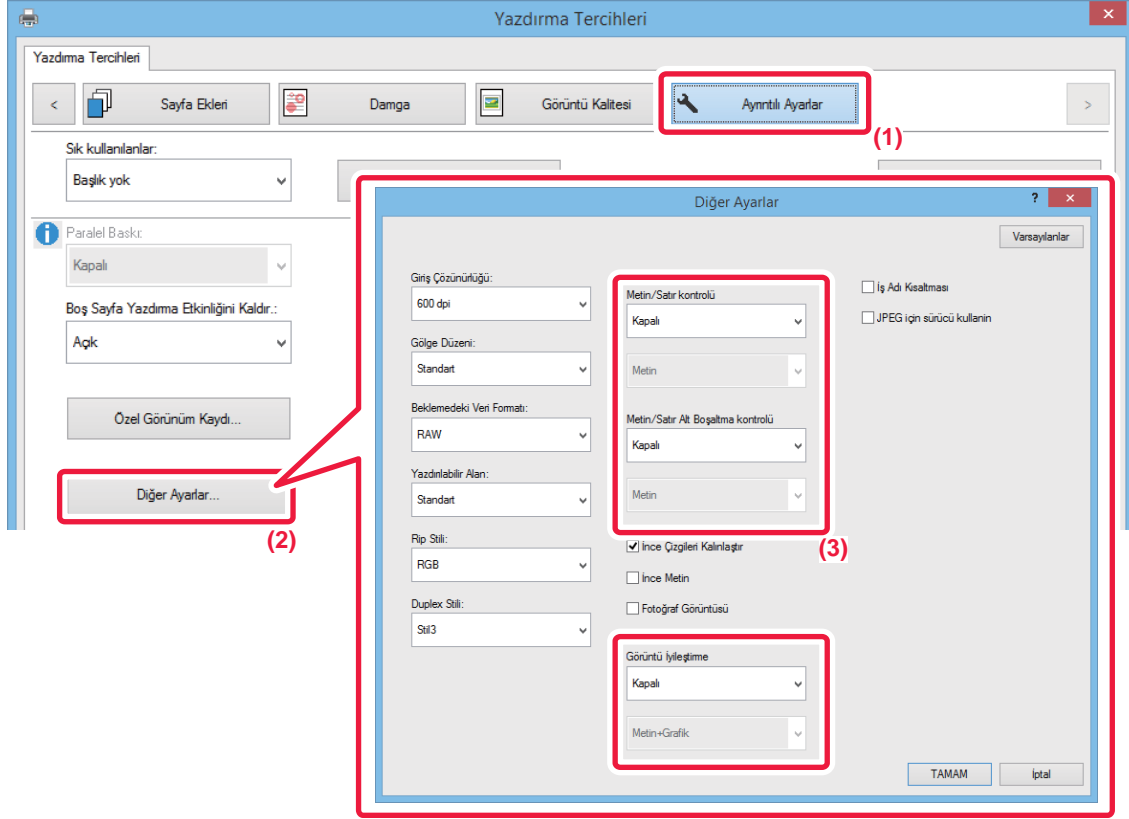 Yazdırma Tercihleri
Yazdırma Tercihleri
<
Sayfa Ekleri
Damga
Görüntü Kalitesi
Ayrıntılı Ayarlar
>
(1)
Sık kullanılanlar:
Başlık yok
Paralel Baskı:
Kapalı
Boş Sayfa Yazdırma Etkinliğini Kaldır.:
Açık
Özel Görünüm Kaydı...
Diğer Ayarlar...
(2)
Diğer Ayarlar
?
Varsayılanlar
Giriş Çözünürlüğü:
600 dpi
Gölge Düzeni:
Standart
Beklemedeki Veri Formatı:
RAW
Yazdırılabilir Alan:
Standart
Rip Stili:
RGB
Duplex Stili:
Stil3
Metin/Satır kontrolü
Kapalı
Metin
Metin/Satır Alt Boşaltma kontrolü
Kapalı
Metin
(3)
İnce Çizgileri Kalınlaştır
İnce Metin
Fotoğraf Görüntüsü
Görüntü İyileştirme
Kapalı
Metin+Grafik
İş Adı Kısaltması
JPEG için sürücü kullanin
TAMAM
İptal